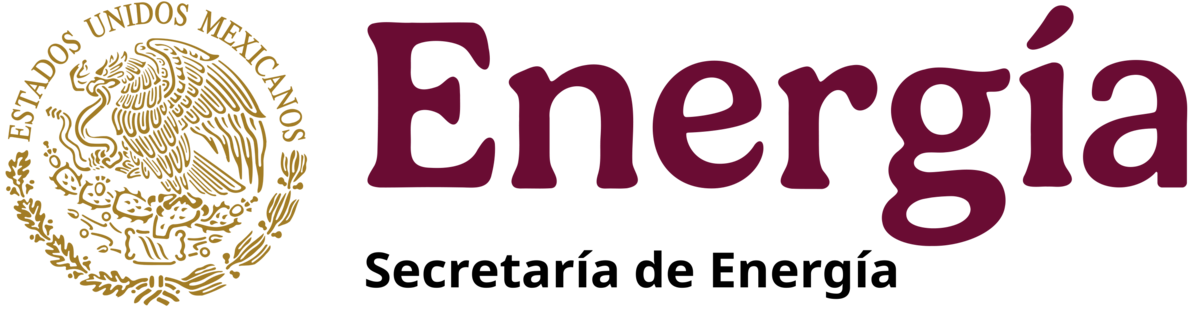 ESTADOS UNIDOS MEXICANOS
Energía
Secretaría de Energía